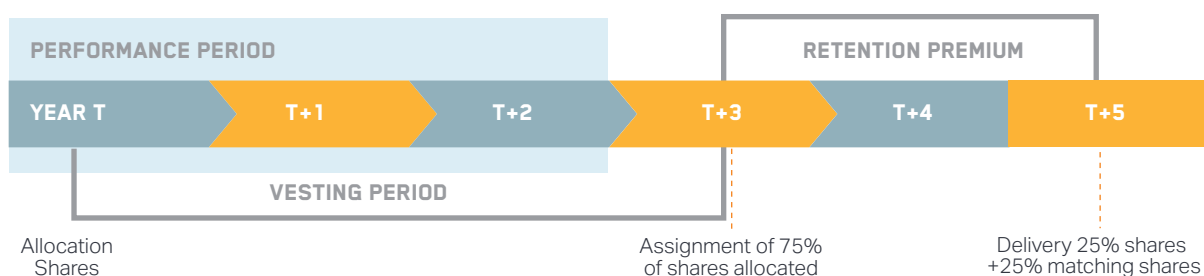 PERFORMANCE PERIOD
RETENTION PREMIUM
YEAR T
T+1
T+2
T+3
T+4
T+5
VESTING PERIOD
Allocation
Shares
Assignment of 75%
of shares allocated
Delivery 25% shares
+25% matching shares